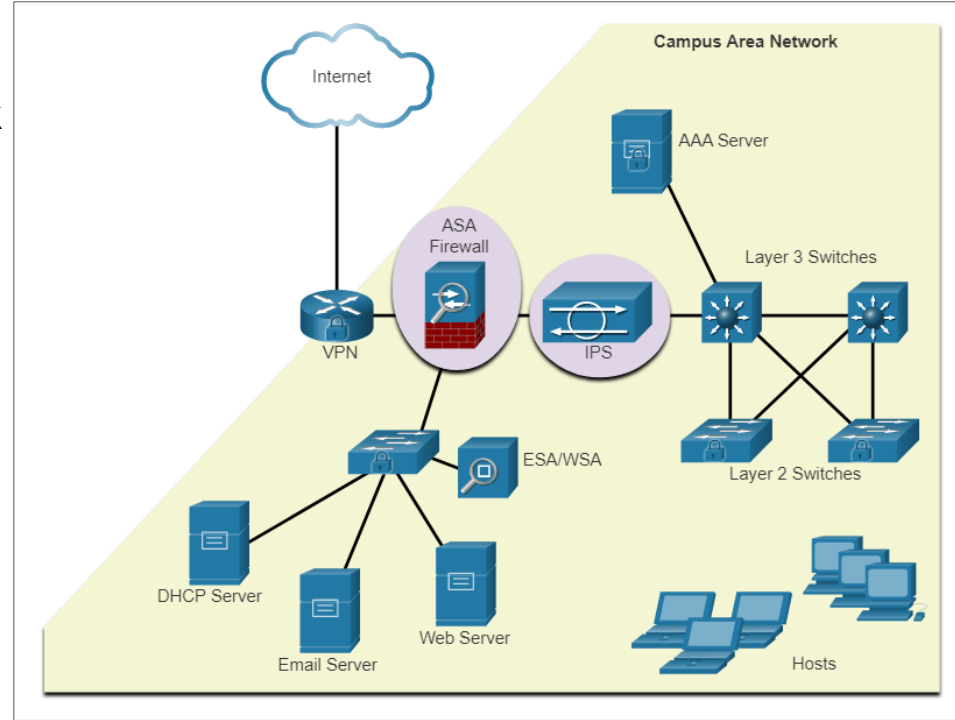 Campus Area Network
Internet
AAA Server
ASA
Firewall
Layer 3 Switches
VPN
IPS
ESA/WSA
Layer 2 Switches
DHCP Server
Web Server
Email Server
Hosts